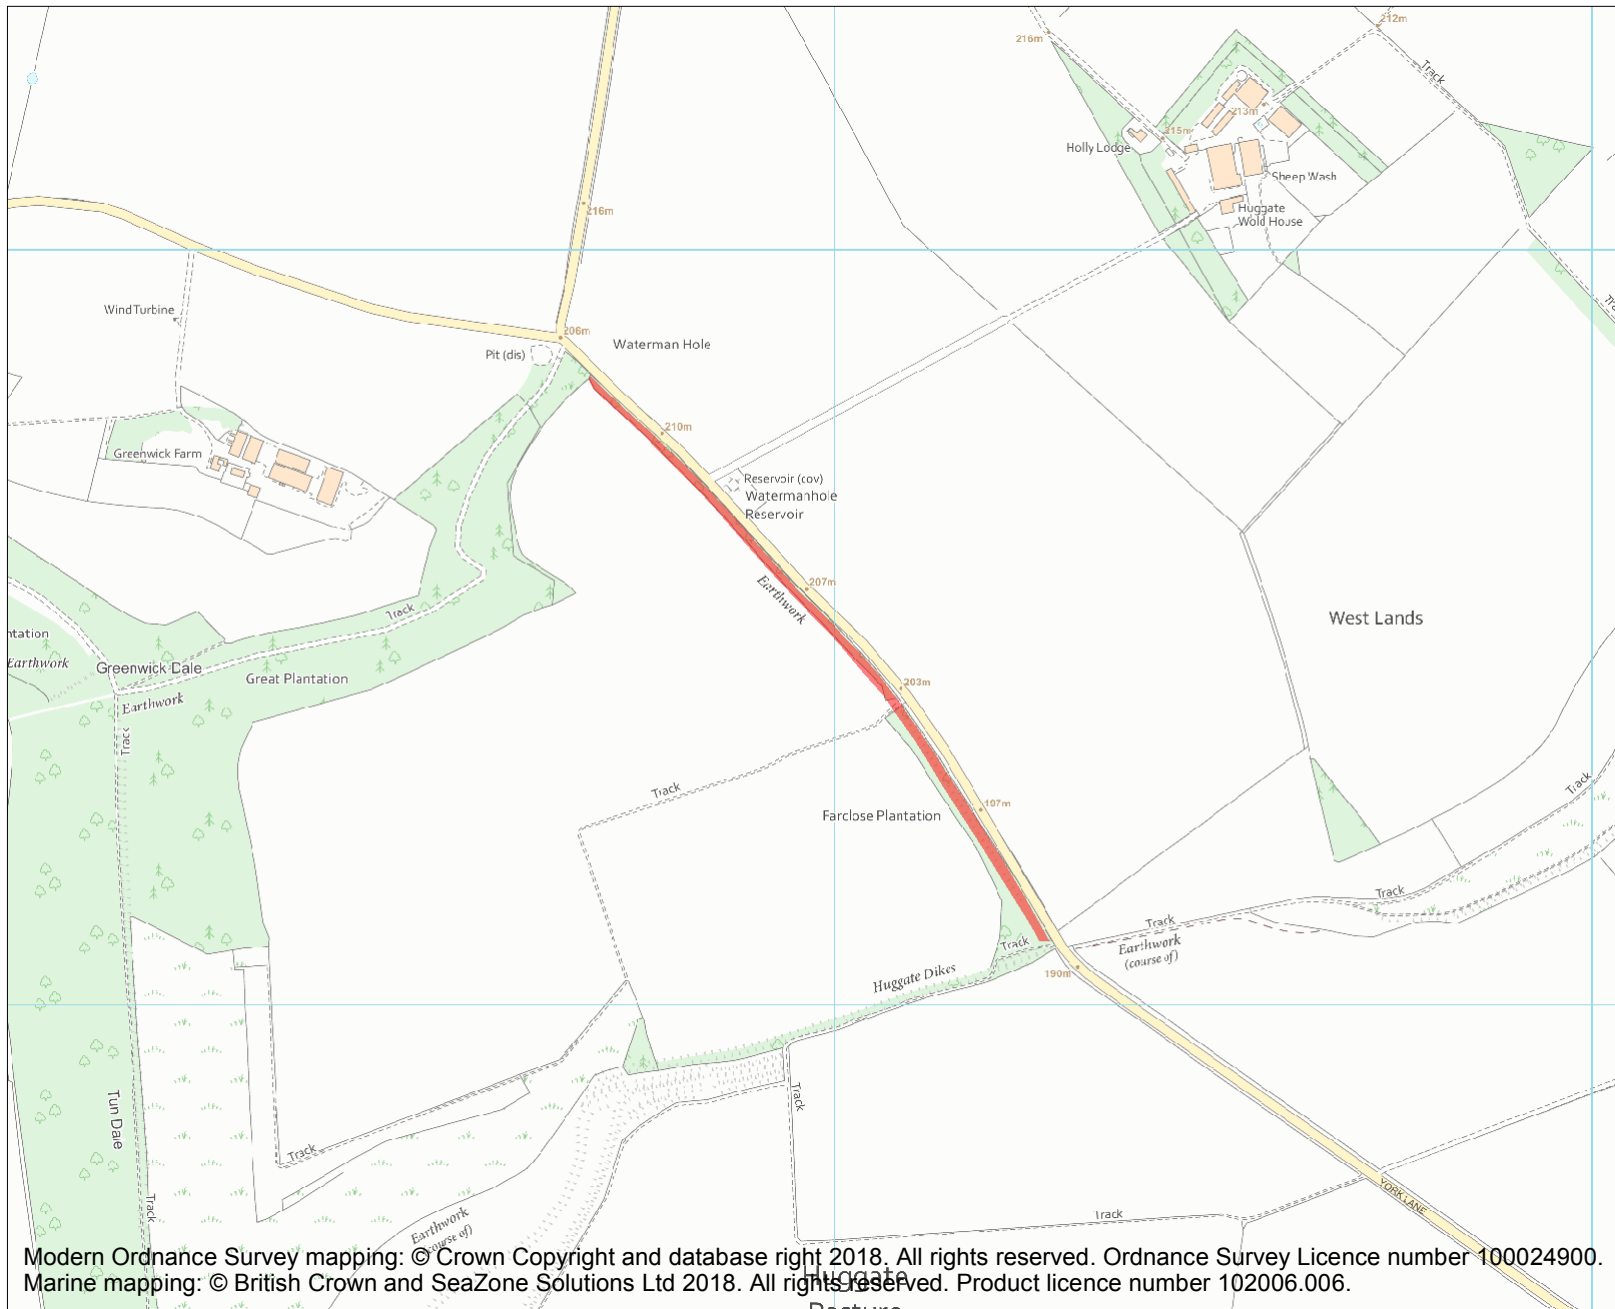 212m
216m
Track
213m
215m
Holly Lodge
Sheep Wash
Huggate
Wold House
216m
Wind Turbine
206m
Waterman Hole
Pit (dis)
210m
Greenwick Farm
Reservoir (cov)
Watermanhole
Reservoir
207m
Earthwork
Track
West Lands
ntation
Earthwork
Greenwick Dale
Great Plantation
203m
Earthwork
Track
Track
Track
197m
Farclose Plantation
Track
Track
Track
Earthwork
(course of)
Huggate Dikes
190m
Track
Tun Dale
Track
Track
YORK LANE
Track
Earthwork
(course of)
Modern Ordnance Survey mapping: © Crown Copyright and database right 2018. All rights reserved. Ordnance Survey Licence number 100024900.
Marine mapping: © British Crown and SeaZone Solutions Ltd 2018. All rights reserved. Product licence number 102006.006.
Huggate
Pasture